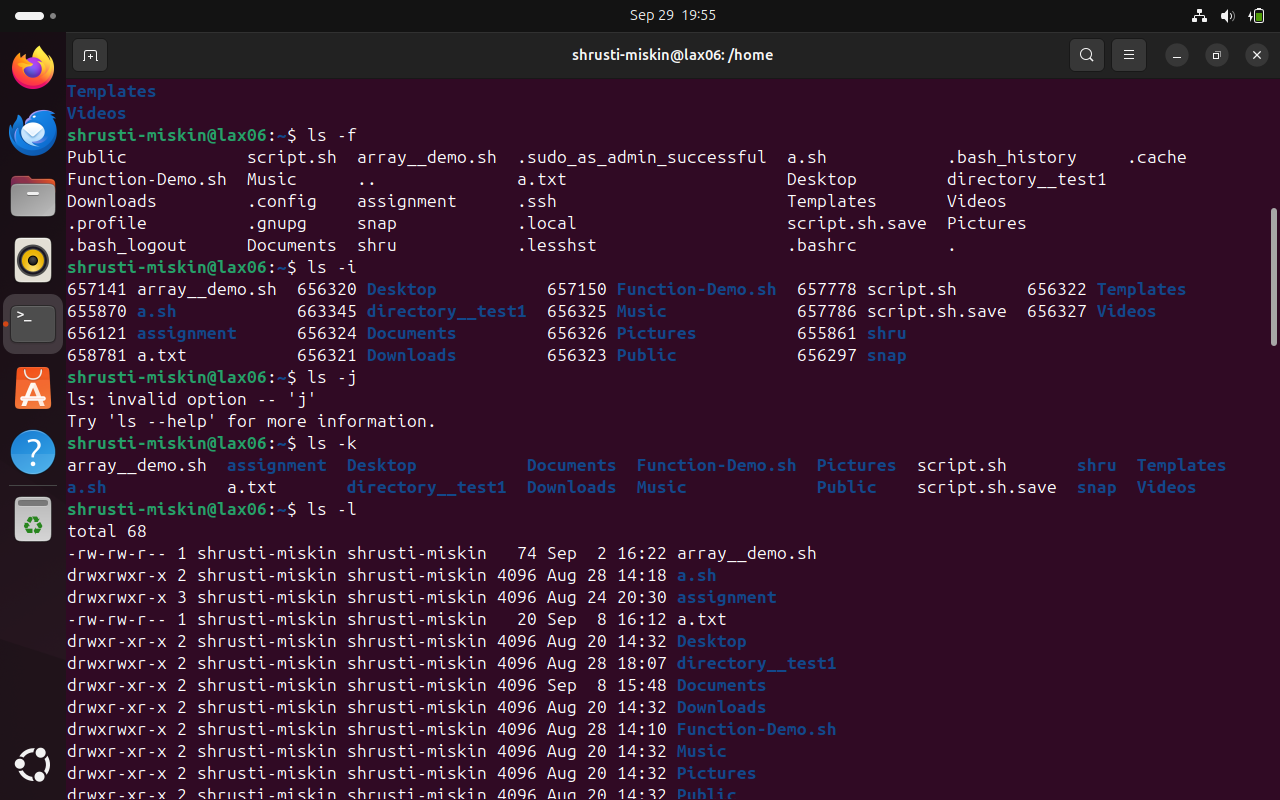 Sep 29 19:55
shrusti-miskin@lax06: /home
Templates
Videos
shrusti-miskin@lax06:~$ ls -f
Public script.sh array__demo.sh .sudo_as_admin_successful a.sh .bash_history .cache
Function-Demo.sh Music .. a.txt Desktop directory__test1
Downloads .config assignment .ssh Templates Videos
.profile .gnupg snap .local script.sh.save Pictures
.bash_logout Documents shru .lesshst .bashrc .
shrusti-miskin@lax06:~$ ls -i
657141 array__demo.sh 656320 Desktop 657150 Function-Demo.sh 657778 script.sh 656322 Templates
655870 a.sh 663345 directory__test1 656325 Music 657786 script.sh.save 656327 Videos
656121 assignment 656324 Documents 656326 Pictures 655861 shru
658781 a.txt 656321 Downloads 656323 Public 656297 snap
shrusti-miskin@lax06:~$ ls -j
ls: invalid option -- 'j'
Try 'ls --help' for more information.
shrusti-miskin@lax06:~$ ls -k
array__demo.sh assignment Desktop Documents Function-Demo.sh Pictures script.sh shru Templates
a.sh a.txt directory__test1 Downloads Music Public script.sh.save snap Videos
shrusti-miskin@lax06:~$ ls -l
total 68
-rw-rw-r-- 1 shrusti-miskin shrusti-miskin 74 Sep 2 16:22 array__demo.sh
drwxrwxr-x 2 shrusti-miskin shrusti-miskin 4096 Aug 28 14:18 a.sh
drwxrwxr-x 3 shrusti-miskin shrusti-miskin 4096 Aug 24 20:30 assignment
-rw-rw-r-- 1 shrusti-miskin shrusti-miskin 20 Sep 8 16:12 a.txt
drwxr-xr-x 2 shrusti-miskin shrusti-miskin 4096 Aug 20 14:32 Desktop
drwxrwxr-x 2 shrusti-miskin shrusti-miskin 4096 Aug 28 18:07 directory__test1
drwxr-xr-x 2 shrusti-miskin shrusti-miskin 4096 Sep 8 15:48 Documents
drwxr-xr-x 2 shrusti-miskin shrusti-miskin 4096 Aug 20 14:32 Downloads
drwxrwxr-x 2 shrusti-miskin shrusti-miskin 4096 Aug 28 14:10 Function-Demo.sh
drwxr-xr-x 2 shrusti-miskin shrusti-miskin 4096 Aug 20 14:32 Music
drwxr-xr-x 2 shrusti-miskin shrusti-miskin 4096 Aug 20 14:32 Pictures
drwxr-xr-x 2 shrusti-miskin shrusti-miskin 4096 Aug 20 14:32 Public